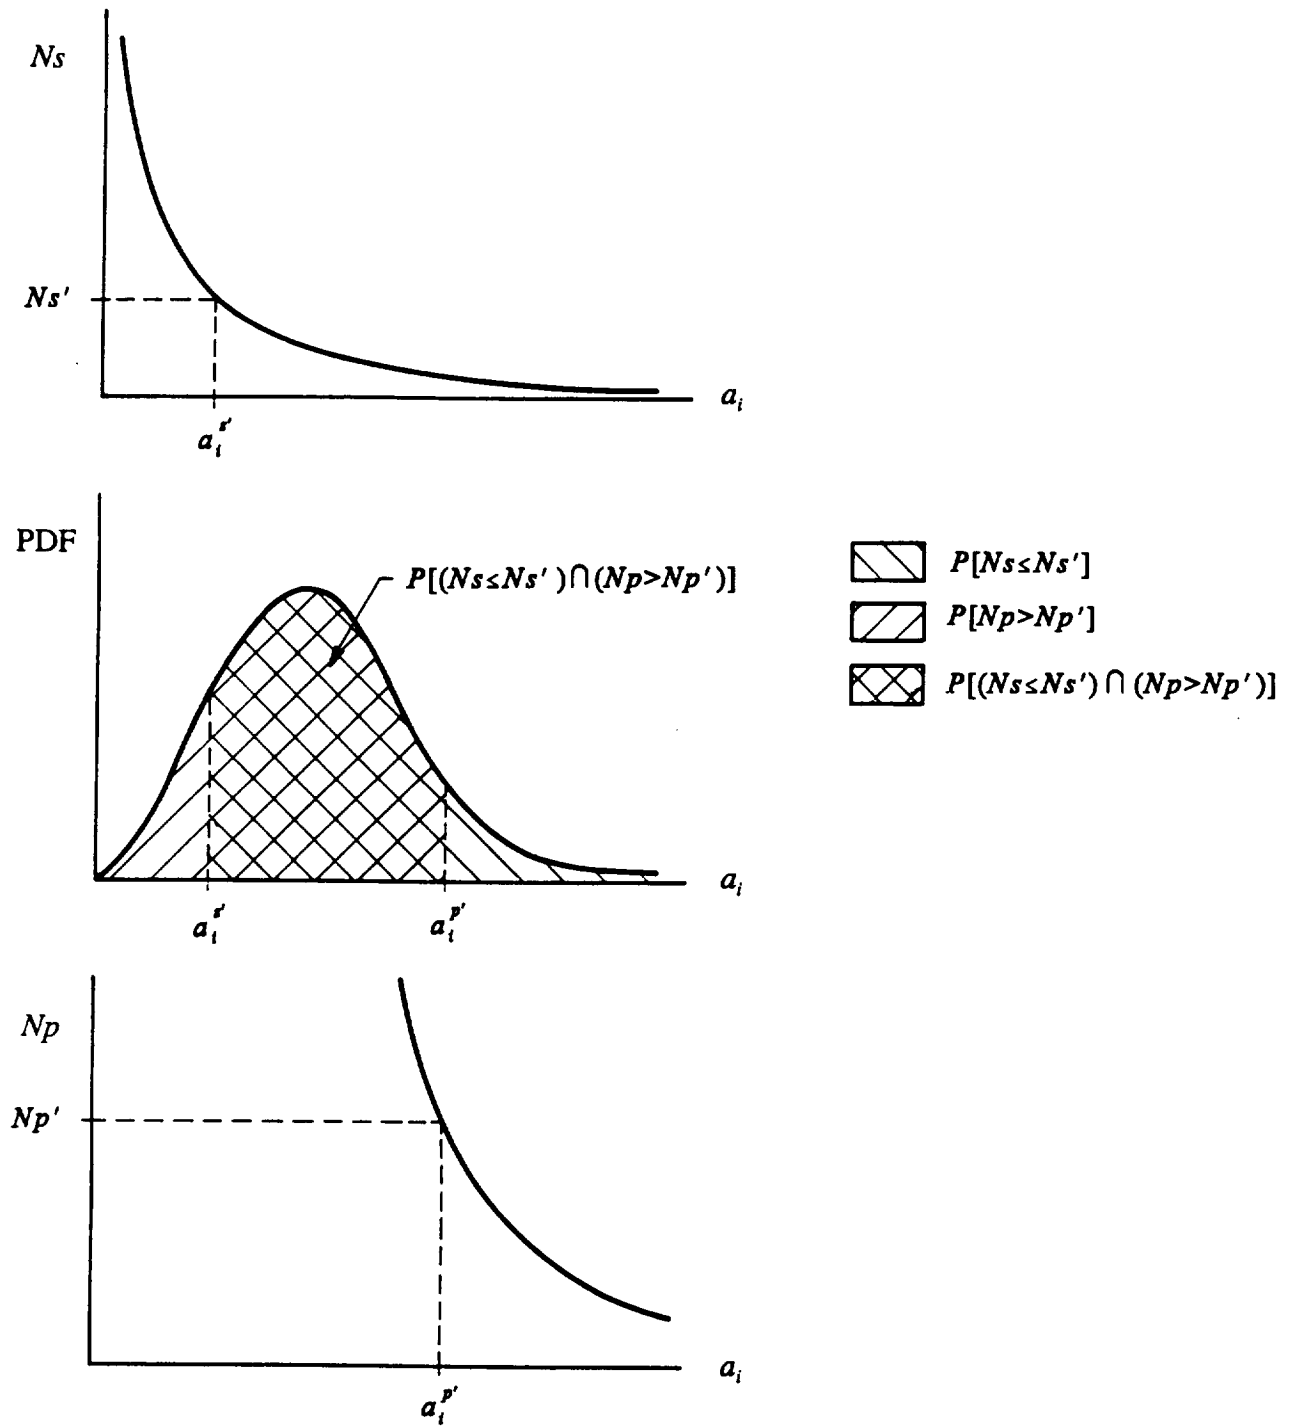 Ns
Ns'
a_i
a_i^{s'}
PDF
P[(Ns≤Ns')∩(Np>Np')]
P[Ns≤Ns']
P[Np>Np']
P[(Ns≤Ns')∩(Np>Np')]
a_i
a_i^{s'}
a_i^{p'}
Np
Np'
a_i
a_i^{p'}